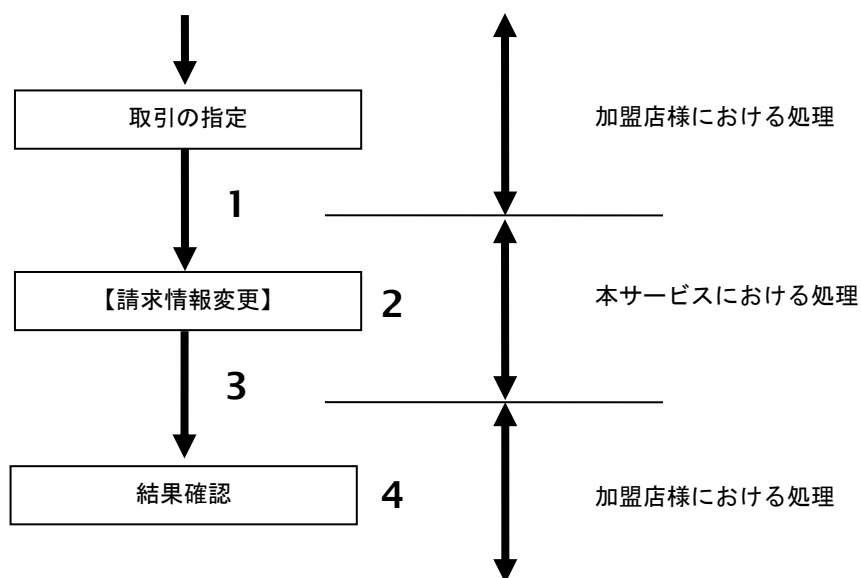 取引の指定
加盟店様における処理
1
【請求情報変更】
2
本サービスにおける処理
3
結果確認
4
加盟店様における処理